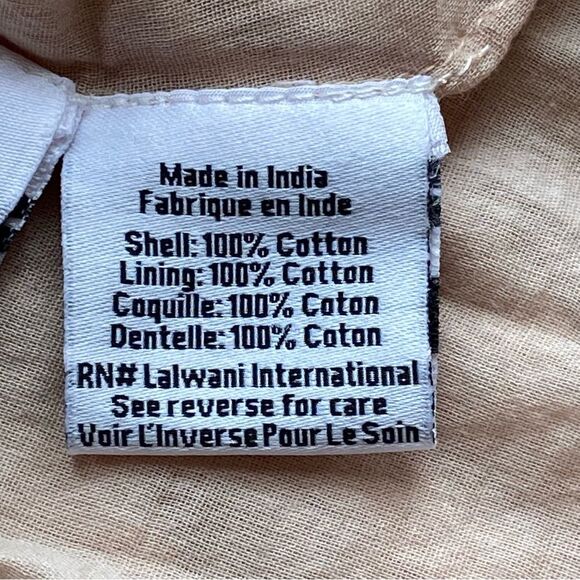 Made in India
Fabrique en Inde
Shell: 100% Cotton
Lining: 100% Cotton
Coquille: 100% Coton
Dentelle: 100% Coton
RN# Lalwani International
See reverse for care
Voir L'Inverse Pour Le Soin